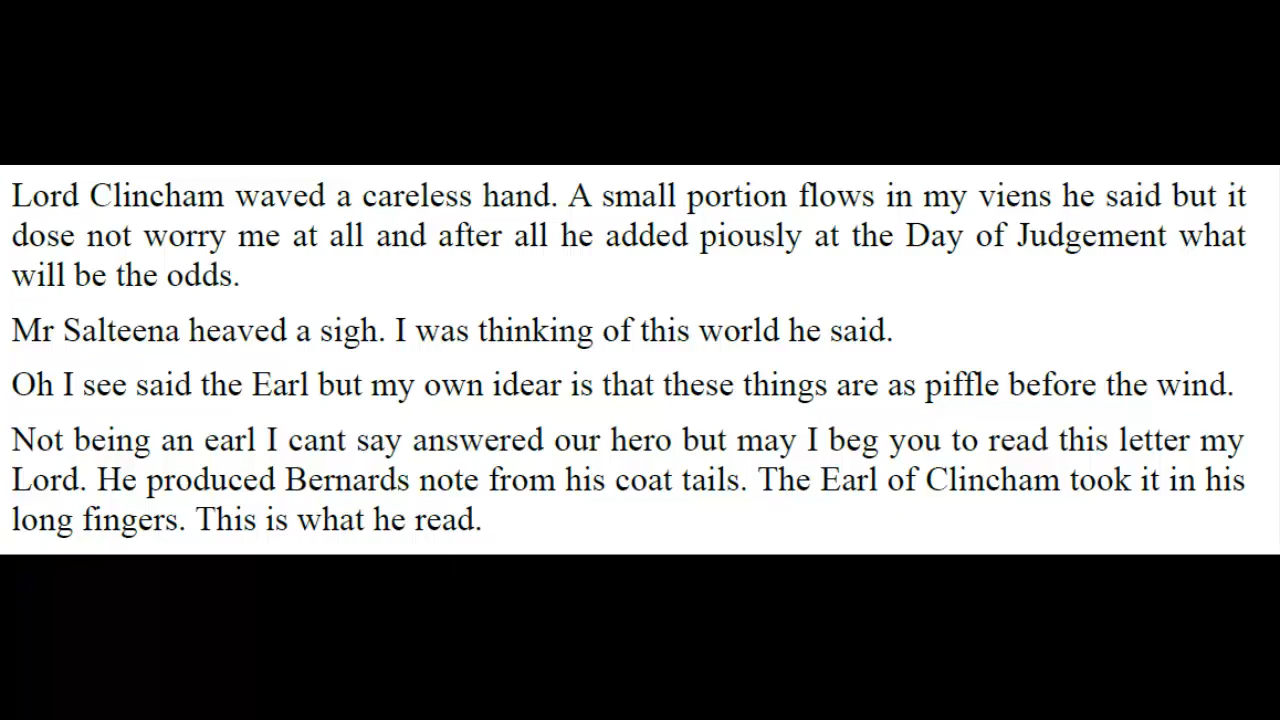 Lord Clincham waved a careless hand. A small portion flows in my viens he said but it
dose not worry me at all and after all he added piously at the Day of Judgement what
will be the odds.
Mr Salteena heaved a sigh. I was thinking of this world he said.
Oh I see said the Earl but my own idear is that these things are as piffle before the wind.
Not being an earl I cant say answered our hero but may I beg you to read this letter my
Lord. He produced Bernards note from his coat tails. The Earl of Clincham took it in his
long fingers. This is what he read.